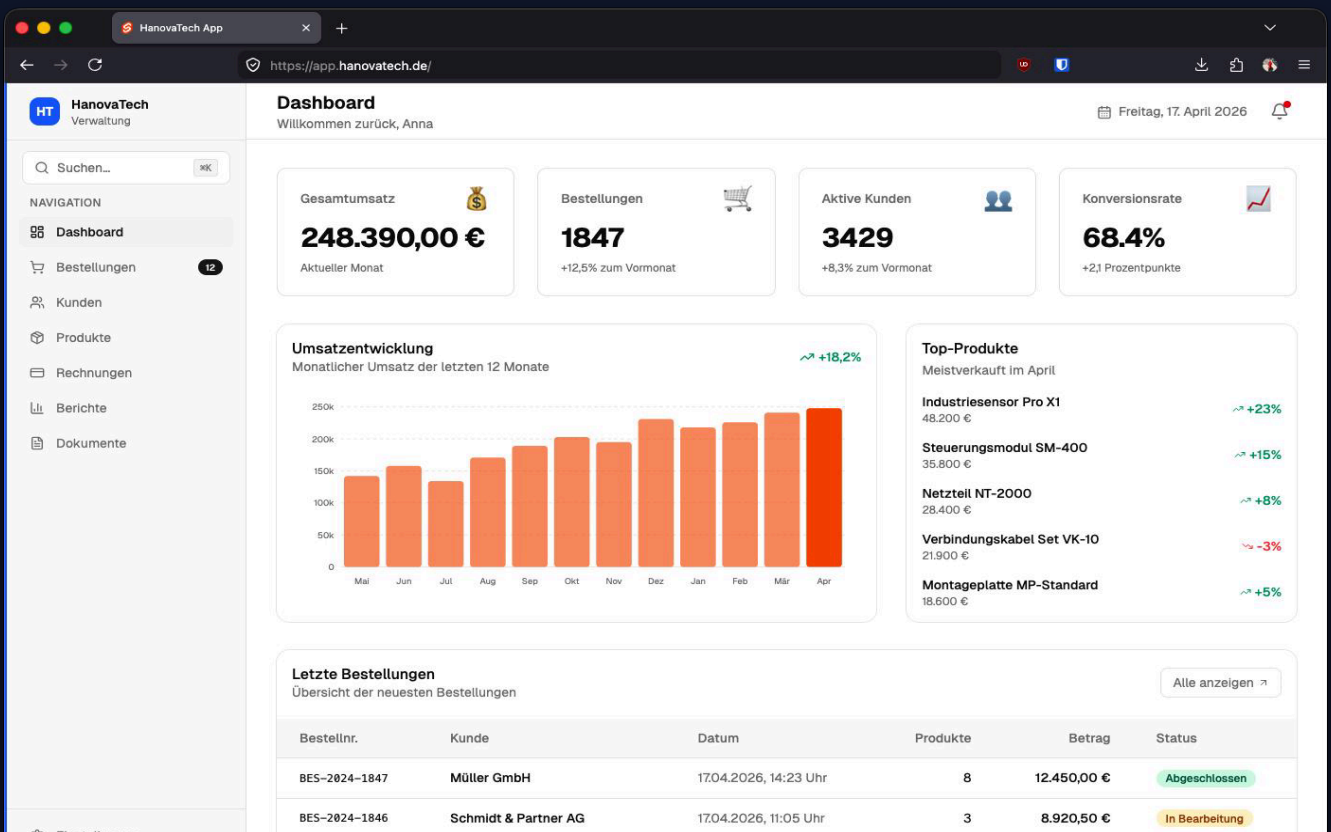 HanovaTech App
https://app.hanovatech.de/
HT
HanovaTech
Verwaltung
Suchen...
⌘K
NAVIGATION
Dashboard
Bestellungen
12
Kunden
Produkte
Rechnungen
Berichte
Dokumente
Dashboard
Willkommen zurück, Anna
Freitag, 17. April 2026
Gesamtumsatz
248.390,00 €
Aktueller Monat
Bestellungen
1847
+12,5% zum Vormonat
Aktive Kunden
3429
+8,3% zum Vormonat
Konversionsrate
68.4%
+2,1 Prozentpunkte
Umsatzentwicklung
Monatlicher Umsatz der letzten 12 Monate
+18,2%
250k
200k
150k
100k
50k
0
Mai Jun Jul Aug Sep Okt Nov Dez Jan Feb Mär Apr
Top-Produkte
Meistverkauft im April
Industriesensor Pro X1
48.200 €
+23%
Steuerungsmodul SM-400
35.800 €
+15%
Netzteil NT-2000
28.400 €
+8%
Verbindungskabel Set VK-10
21.900 €
-3%
Montageplatte MP-Standard
18.600 €
+5%
Letzte Bestellungen
Übersicht der neuesten Bestellungen
Alle anzeigen
Bestellnr. Kunde Datum Produkte Betrag Status
BES-2024-1847 Müller GmbH 17.04.2026, 14:23 Uhr 8 12.450,00 € Abgeschlossen
BES-2024-1846 Schmidt & Partner AG 17.04.2026, 11:05 Uhr 3 8.920,50 € In Bearbeitung